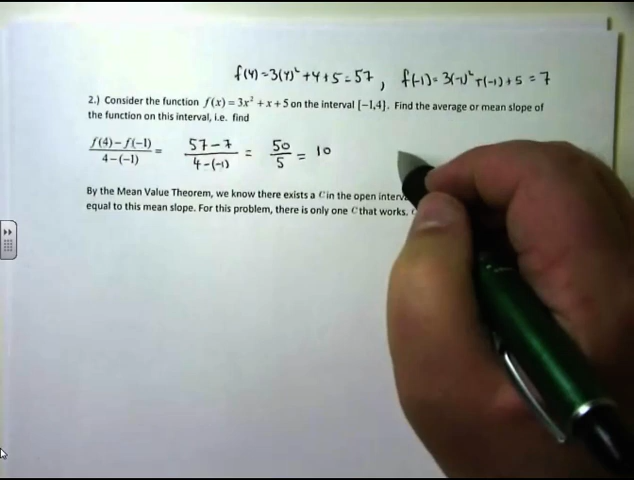 f(4)=3(4)²+4+5=57, f(-1)=3(-1)²+(-1)+5=7
2.) Consider the function f(x)=3x²+x+5 on the interval [−1,4]. Find the average or mean slope of
the function on this interval, i.e. find
f(4)−f(−1) / 4−(−1) = 57-7 / 4-(-1) = 50 / 5 = 10
By the Mean Value Theorem, we know there exists a C in the open
equal to this mean slope. For this problem, there is only one C that works.